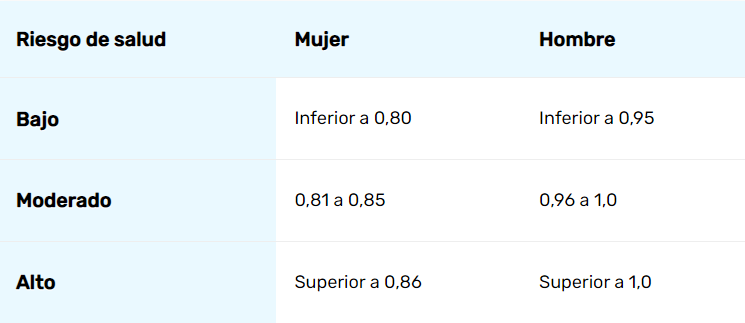 Riesgo de salud Mujer Hombre
Bajo Inferior a 0,80 Inferior a 0,95
Moderado 0,81 a 0,85 0,96 a 1,0
Alto Superior a 0,86 Superior a 1,0